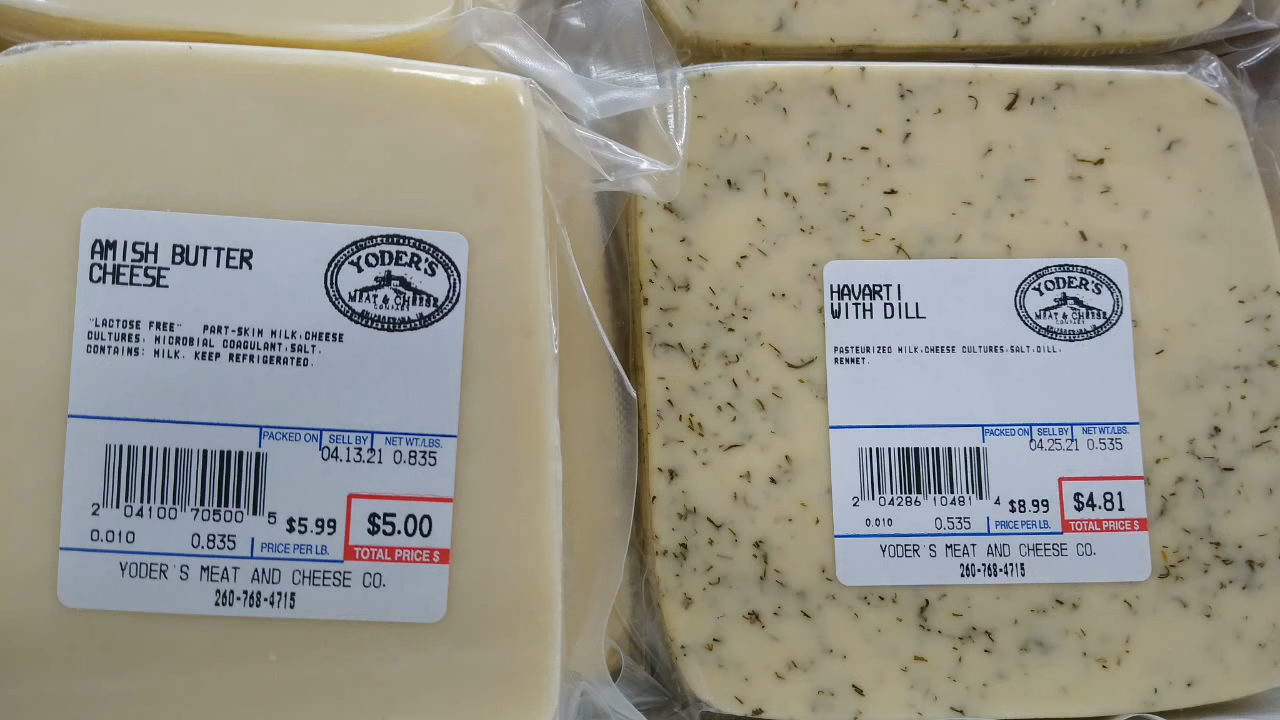 AMISH BUTTER
CHEESE
YODER'S
MEAT & CHEESE
COMPANY
"LACTOSE FREE" PART-SKIM MILK,CHEESE
CULTURES, MICROBIAL COAGULANT,SALT.
CONTAINS: MILK. KEEP REFRIGERATED.
PACKED ON SELL BY NET WT./LBS.
04.13.21 0.835
2 04100 70500 5
$5.99 $5.00
0.010 0.835 PRICE PER LB. TOTAL PRICE $
YODER'S MEAT AND CHEESE CO.
260-768-4715
HAVARTI
WITH DILL
YODER'S
MEAT & CHEESE
COMPANY
PASTEURIZED MILK,CHEESE CULTURES,SALT,DILL,
RENNET.
PACKED ON SELL BY NET WT./LBS.
04.25.21 0.535
2 04286 10481 4
$8.99 $4.81
0.010 0.535 PRICE PER LB. TOTAL PRICE $
YODER'S MEAT AND CHEESE CO.
260-768-4715